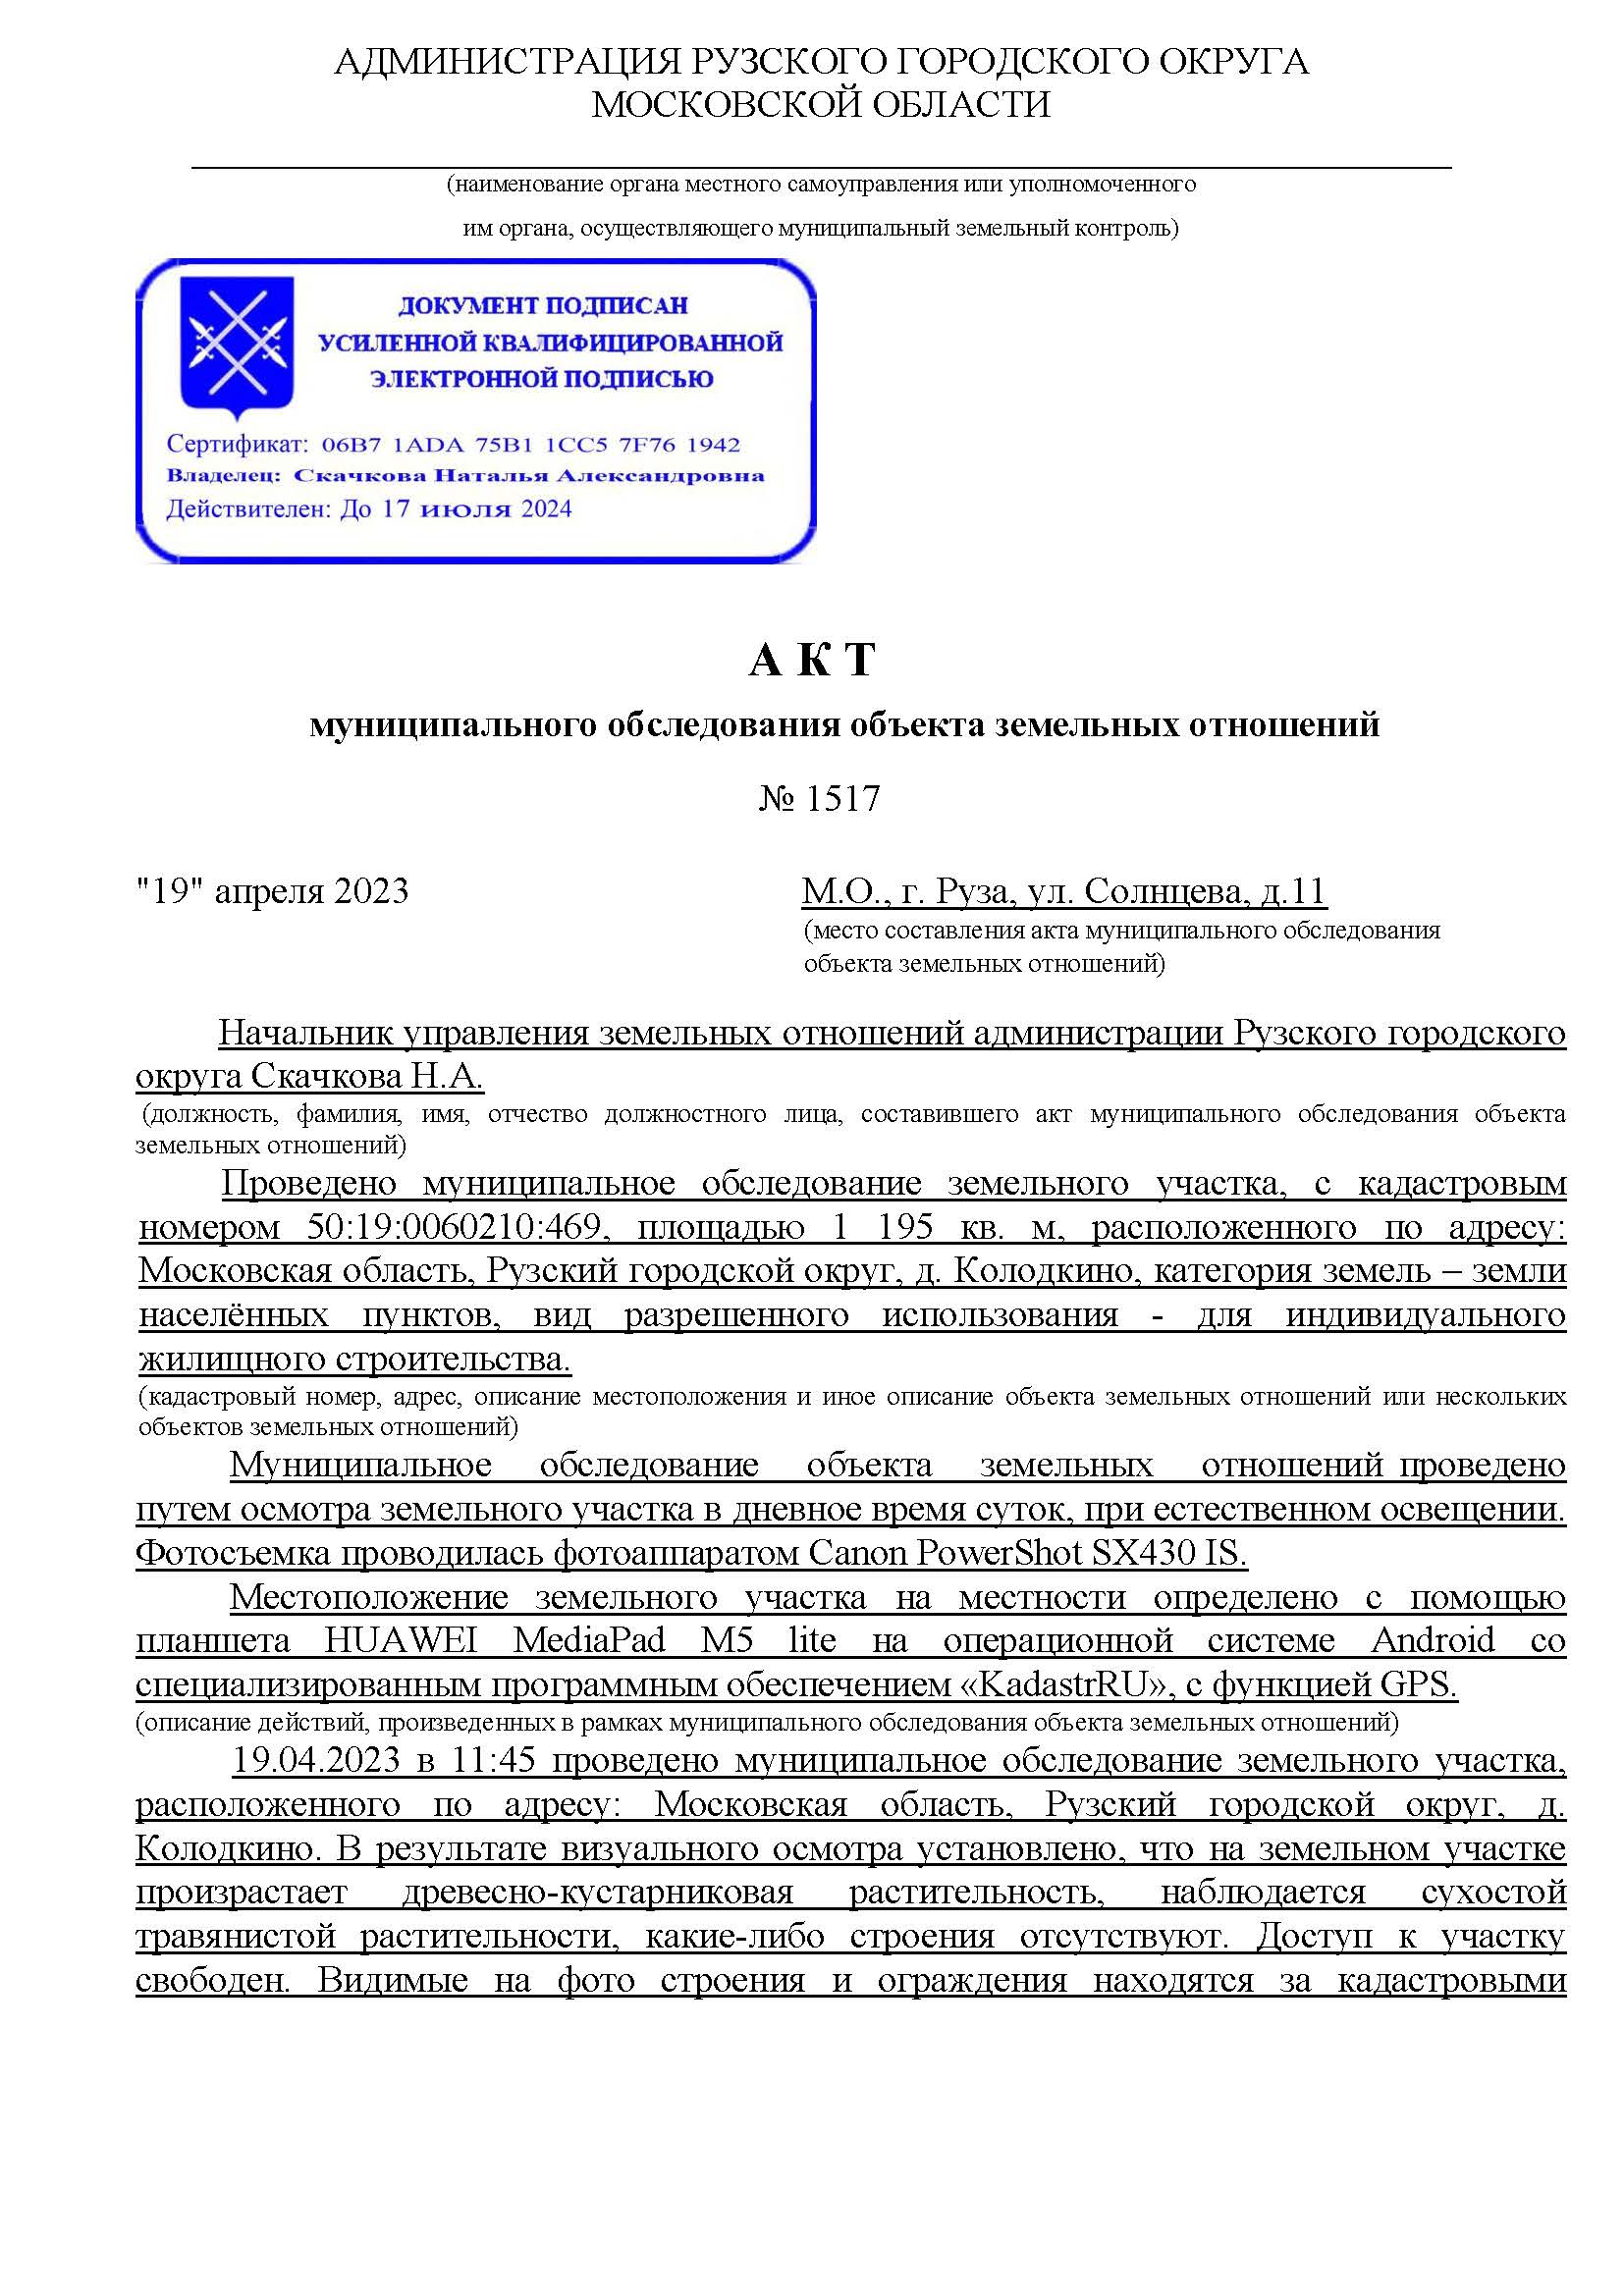 АДМИНИСТРАЦИЯ РУЗСКОГО ГОРОДСКОГО ОКРУГА
МОСКОВСКОЙ ОБЛАСТИ
(наименование органа местного самоуправления или уполномоченного
им органа, осуществляющего муниципальный земельный контроль)
ДОКУМЕНТ ПОДПИСАН
УСИЛЕННОЙ КВАЛИФИЦИРОВАННОЙ
ЭЛЕКТРОННОЙ ПОДПИСЬЮ
Сертификат: 06B7 1ADA 75B1 1CC5 7F76 1942
Владелец: Скачкова Наталья Александровна
Действителен: До 17 июля 2024
А К Т
муниципального обследования объекта земельных отношений
№ 1517
"19" апреля 2023 М.О., г. Руза, ул. Солнцева, д.11
(место составления акта муниципального обследования
объекта земельных отношений)
Начальник управления земельных отношений администрации Рузского городского
округа Скачкова Н.А.
(должность, фамилия, имя, отчество должностного лица, составившего акт муниципального обследования объекта
земельных отношений)
Проведено муниципальное обследование земельного участка, с кадастровым
номером 50:19:0060210:469, площадью 1 195 кв. м, расположенного по адресу:
Московская область, Рузский городской округ, д. Колодкино, категория земель – земли
населённых пунктов, вид разрешенного использования - для индивидуального
жилищного строительства.
(кадастровый номер, адрес, описание местоположения и иное описание объекта земельных отношений или нескольких
объектов земельных отношений)
Муниципальное обследование объекта земельных отношений проведено
путем осмотра земельного участка в дневное время суток, при естественном освещении.
Фотосъемка проводилась фотоаппаратом Canon PowerShot SX430 IS.
Местоположение земельного участка на местности определено с помощью
планшета HUAWEI MediaPad M5 lite на операционной системе Android со
специализированным программным обеспечением «KadastrRU», с функцией GPS.
(описание действий, произведенных в рамках муниципального обследования объекта земельных отношений)
19.04.2023 в 11:45 проведено муниципальное обследование земельного участка,
расположенного по адресу: Московская область, Рузский городской округ, д.
Колодкино. В результате визуального осмотра установлено, что на земельном участке
произрастает древесно-кустарниковая растительность, наблюдается сухостой
травянистой растительности, какие-либо строения отсутствуют. Доступ к участку
свободен. Видимые на фото строения и ограждения находятся за кадастровыми